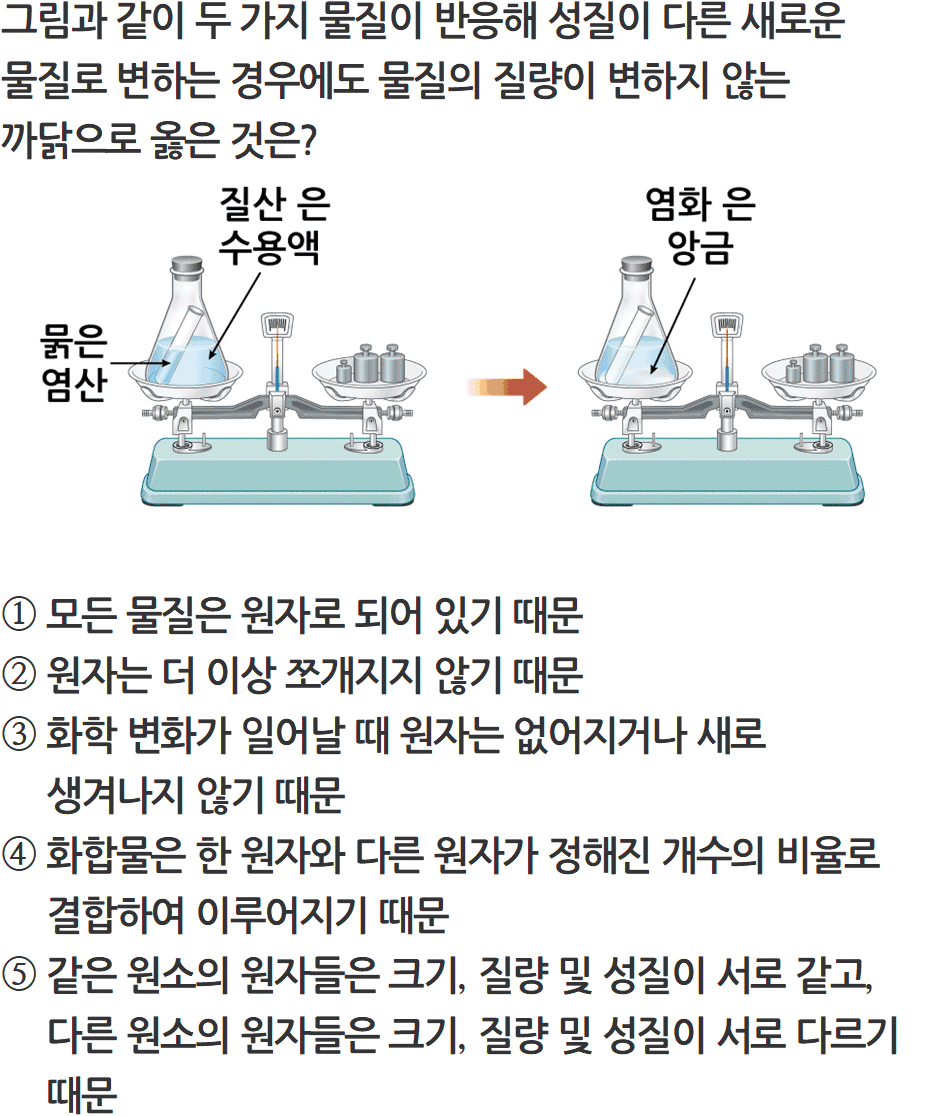 그림과 같이 두 가지 물질이 반응해 성질이 다른 새로운
물질로 변하는 경우에도 물질의 질량이 변하지 않는
까닭으로 옳은 것은?
질산 은
수용액
묽은
염산
염화 은
앙금
① 모든 물질은 원자로 되어 있기 때문
② 원자는 더 이상 쪼개지지 않기 때문
③ 화학 변화가 일어날 때 원자는 없어지거나 새로
생겨나지 않기 때문
④ 화합물은 한 원자와 다른 원자가 정해진 개수의 비율로
결합하여 이루어지기 때문
⑤ 같은 원소의 원자들은 크기, 질량 및 성질이 서로 같고,
다른 원소의 원자들은 크기, 질량 및 성질이 서로 다르기
때문